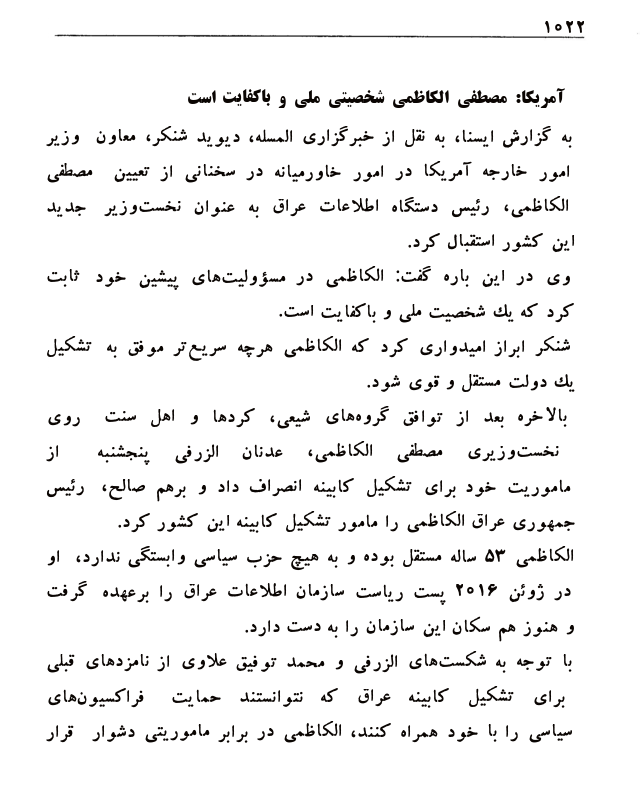 ۱۰۲۲
آمریکا: مصطفی الکاظمی شخصیتی ملی و باکفایت است
به گزارش ایسنا، به نقل از خبرگزاری المسله، دیوید شنکر، معاون وزیر
امور خارجه آمریکا در امور خاورمیانه در سخنانی از تعیین مصطفی
الکاظمی، رئیس دستگاه اطلاعات عراق به عنوان نخست‌وزیر جدید
این کشور استقبال کرد.
وی در این باره گفت: الکاظمی در مسؤولیت‌های پیشین خود ثابت
کرد که یك شخصیت ملی و باکفایت است.
شنکر ابراز امیدواری کرد که الکاظمی هرچه سریع‌تر موفق به تشکیل
یك دولت مستقل و قوی شود.
بالاخره بعد از توافق گروه‌های شیعی، کردها و اهل سنت روی
نخست‌وزیری مصطفی الکاظمی، عدنان الزرفی پنجشنبه از
ماموریت خود برای تشکیل کابینه انصراف داد و برهم صالح، رئیس
جمهوری عراق الکاظمی را مامور تشکیل کابینه این کشور کرد.
الکاظمی ۵۳ ساله مستقل بوده و به هیچ حزب سیاسی وابستگی ندارد، او
در ژوئن ۲۰۱۶ پست ریاست سازمان اطلاعات عراق را برعهده گرفت
و هنوز هم سکان این سازمان را به دست دارد.
با توجه به شکست‌های الزرفی و محمد توفیق علاوی از نامزدهای قبلی
برای تشکیل کابینه عراق که نتوانستند حمایت فراکسیون‌های
سیاسی را با خود همراه کنند، الکاظمی در برابر ماموریتی دشوار قرار